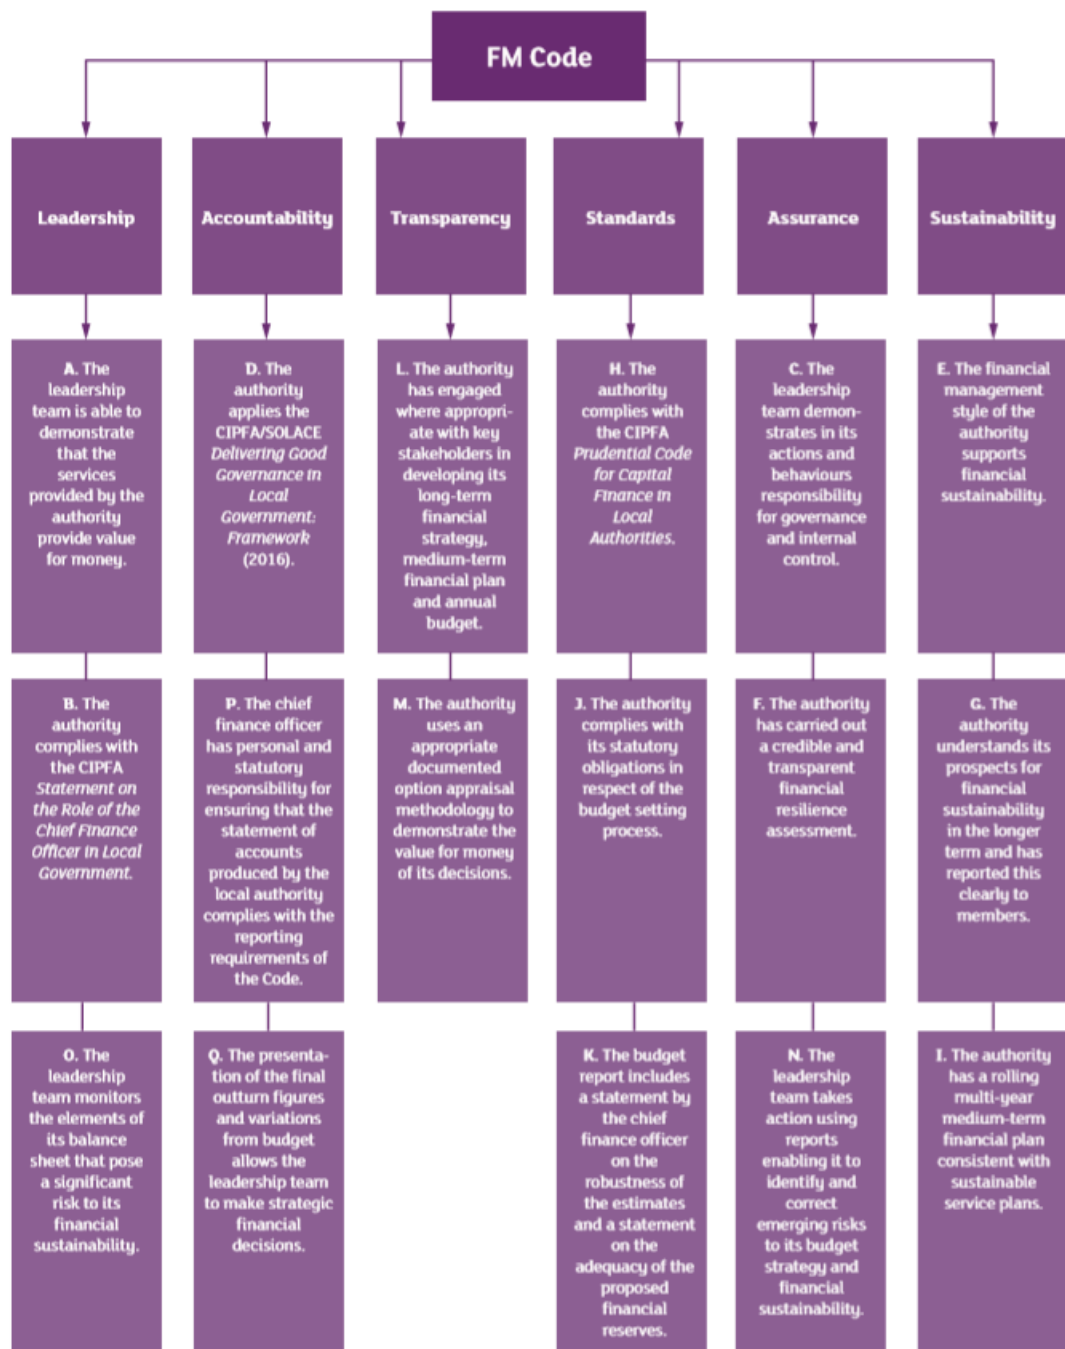 FM Code
Leadership
Accountability
Transparency
Standards
Assurance
Sustainability
A. The
leadership
team is able to
demonstrate
that the
services
provided by the
authority
provide value
for money.
D. The
authority
applies the
CIPFA/SOLACE
Delivering Good
Governance in
Local
Government:
Framework
(2016).
L. The authority
has engaged
where appropri-
ate with key
stakeholders in
developing its
long-term
financial
strategy,
medium-term
financial plan
and annual
budget.
H. The
authority
complies with
the CIPFA
Prudential Code
for Capital
Finance in
Local
Authorities.
C. The
leadership
team demon-
strates in its
actions and
behaviours
responsibility
for governance
and internal
control.
E. The financial
management
style of the
authority
supports
financial
sustainability.
B. The
authority
complies with
the CIPFA
Statement on
the Role of the
Chief Finance
Officer in Local
Government.
P. The chief
finance officer
has personal and
statutory
responsibility for
ensuring that the
statement of
accounts
produced by the
local authority
complies with the
reporting
requirements of
the Code.
M. The authority
uses an
appropriate
documented
option appraisal
methodology to
demonstrate the
value for money
of its decisions.
J. The authority
complies with
its statutory
obligations in
respect of the
budget setting
process.
F. The authority
has carried out
a credible and
transparent
financial
resilience
assessment.
G. The
authority
understands its
prospects for
financial
sustainability
in the longer
term and has
reported this
clearly to
members.
O. The
leadership
team monitors
the elements of
its balance
sheet that pose
a significant
risk to its
financial
sustainability.
Q. The presenta-
tion of the final
outturn figures
and variations
from budget
allows the
leadership team
to make strategic
financial
decisions.
K. The budget
report includes
a statement by
the chief
finance officer
on the
robustness of
the estimates
and a statement
on the
adequacy of the
proposed
financial
reserves.
N. The
leadership
team takes
action using
reports
enabling it to
identify and
correct
emerging risks
to its budget
strategy and
financial
sustainability.
I. The authority
has a rolling
multi-year
medium-term
financial plan
consistent with
sustainable
service plans.